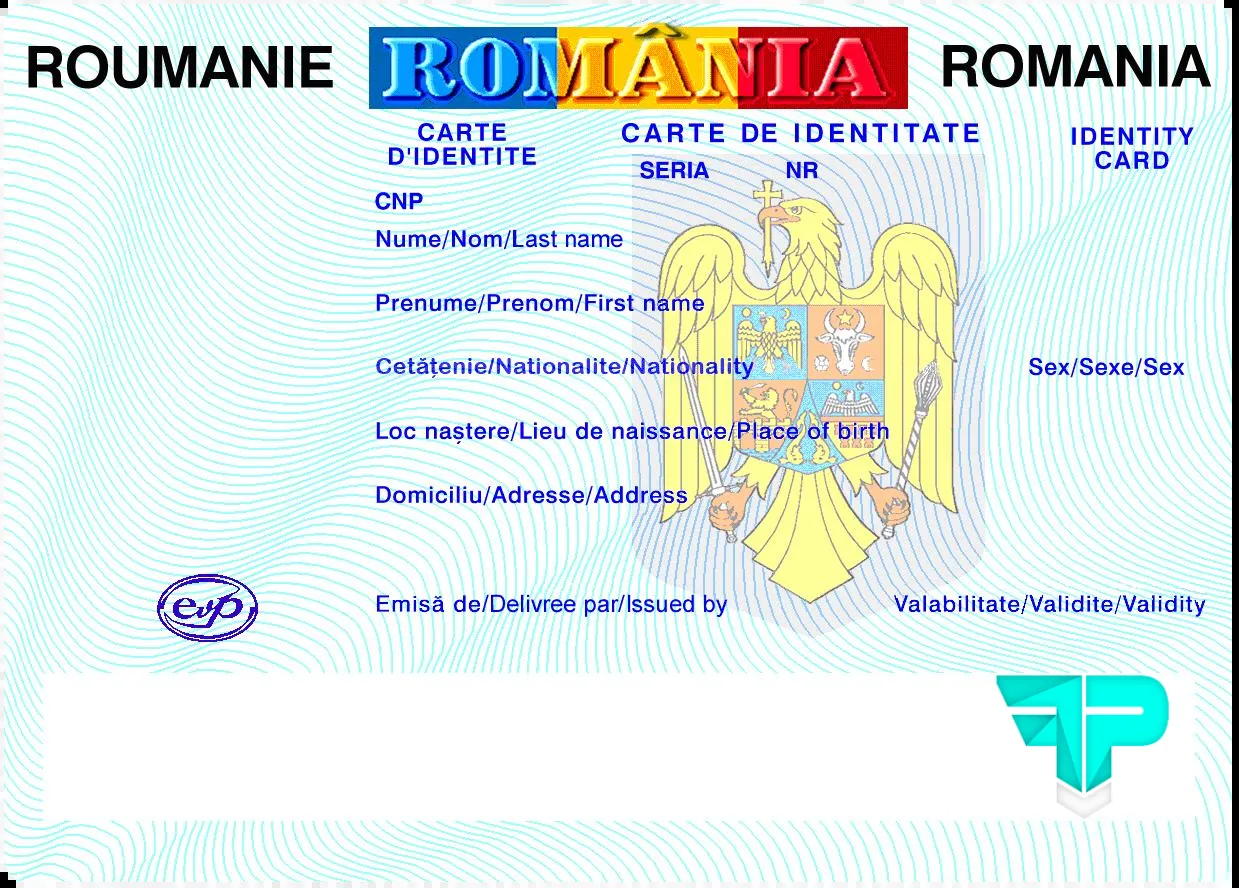 ROUMANIE ROMÂNIA ROMANIA
CARTE D'IDENTITE
CARTE DE IDENTITATE
IDENTITY CARD
SERIA NR
CNP
Nume/Nom/Last name
Prenume/Prenom/First name
Cetățenie/Nationalite/Nationality
Sex/Sexe/Sex
Loc naștere/Lieu de naissance/Place of birth
Domiciliu/Adresse/Address
evp
Emisă de/Delivree par/Issued by
Valabilitate/Validite/Validity